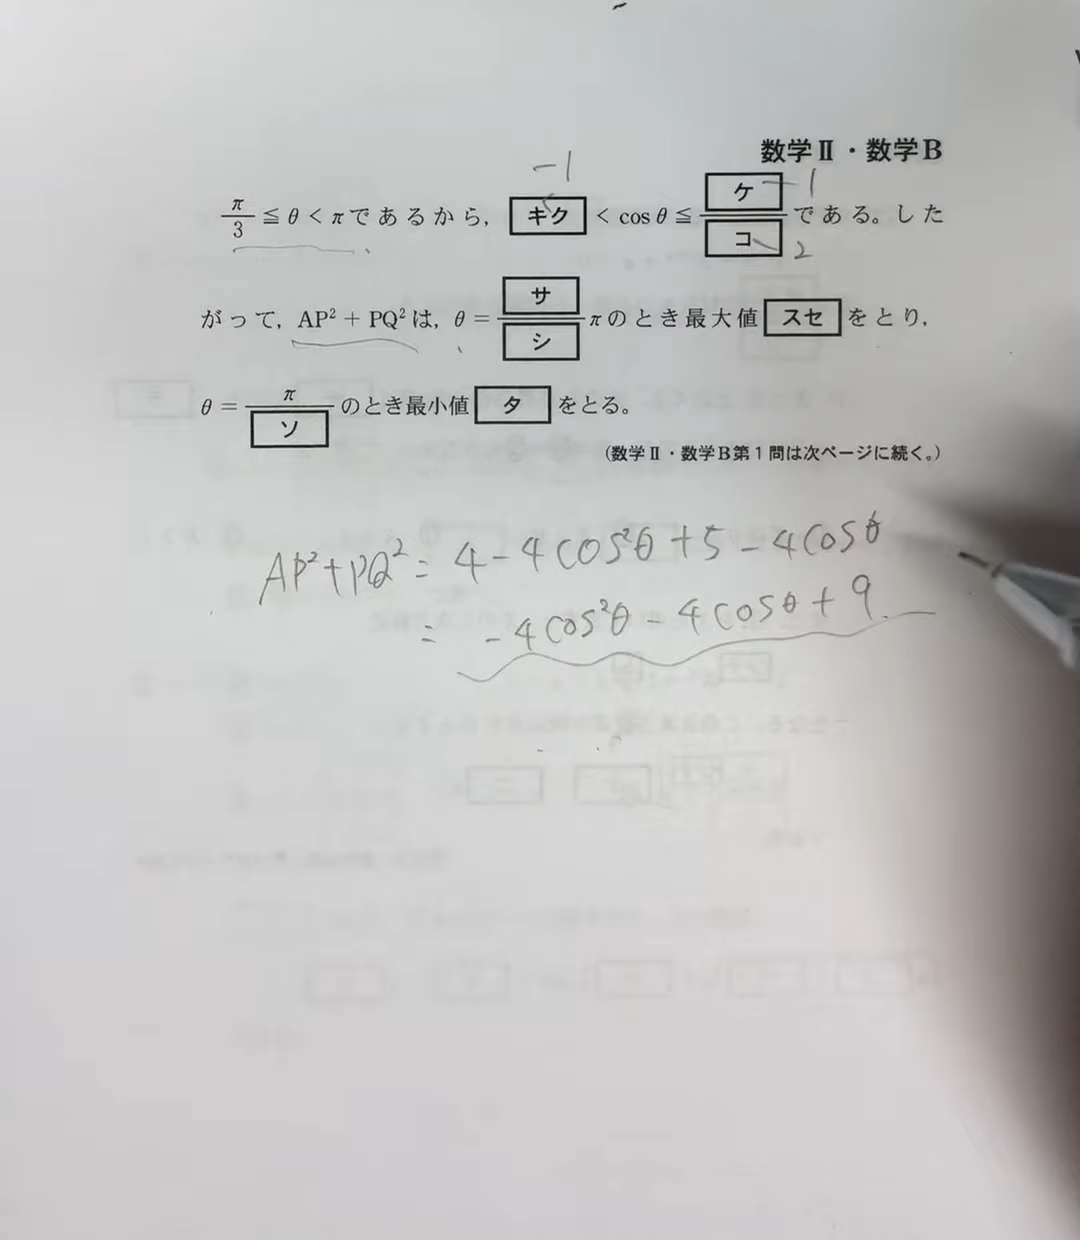 数学Ⅱ・数学B
-1
π/3 ≦ θ < π であるから, キク < cos θ ≦ ケ/コ である。した
1
2
がって, AP² + PQ² は, θ = サ/シ π のとき最大値 スセ をとり,
θ = π/ソ のとき最小値 タ をとる。
(数学Ⅱ・数学B第1問は次ページに続く。)
AP²+PQ² = 4 - 4cos²θ + 5 - 4cosθ
= -4cos²θ - 4cosθ + 9